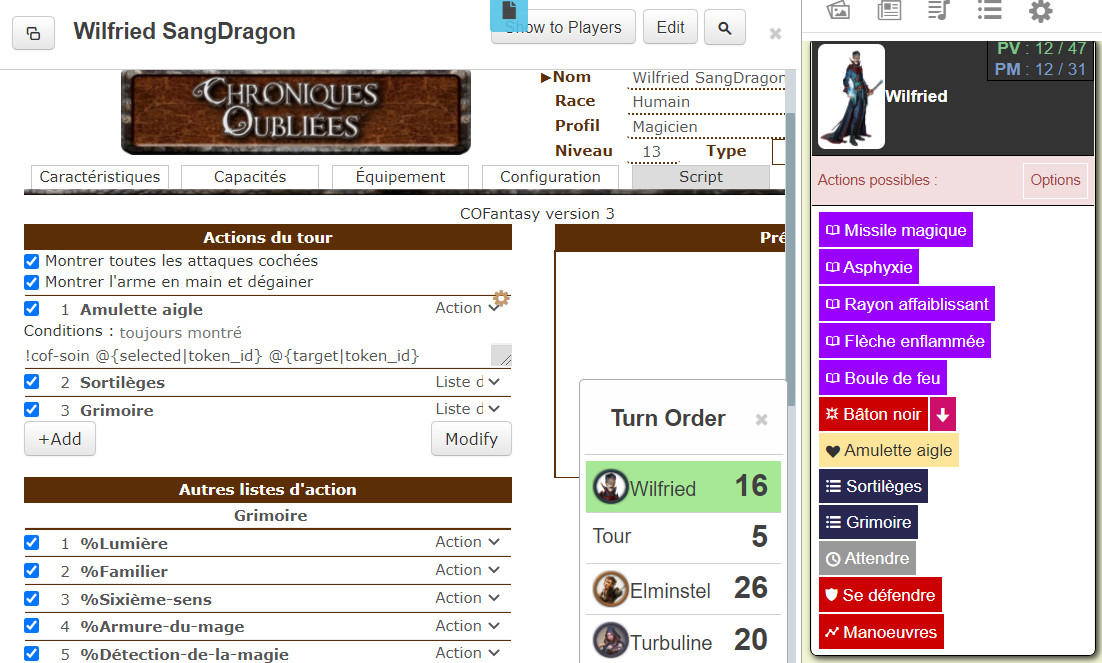 Wilfried SangDragon
Show to Players
Edit
CHRONIQUES
OUBLIÉES
Nom Wilfried SangDragon
Race Humain
Profil Magicien
Niveau 13 Type
Caractéristiques Capacités Équipement Configuration Script
COFantasy version 3
Actions du tour
Montrer toutes les attaques cochées
Montrer l'arme en main et dégainer
1 Amulette aigle Action
Conditions : toujours montré
!cof-soin @{selected|token_id} @{target|token_id}
2 Sortilèges Liste d
3 Grimoire Liste d
+Add Modify
Autres listes d'action
Grimoire
1 %Lumière Action
2 %Familier Action
3 %Sixième-sens Action
4 %Armure-du-mage Action
5 %Détection-de-la-magie Action
Pré
Turn Order
Wilfried 16
Tour 5
Elminstel 26
Turbuline 20
PV : 12 / 47
PM : 12 / 31
Wilfried
Actions possibles :
Options
Missile magique
Asphyxie
Rayon affaiblissant
Flèche enflammée
Boule de feu
Bâton noir
Amulette aigle
Sortilèges
Grimoire
Attendre
Se défendre
Manoeuvres